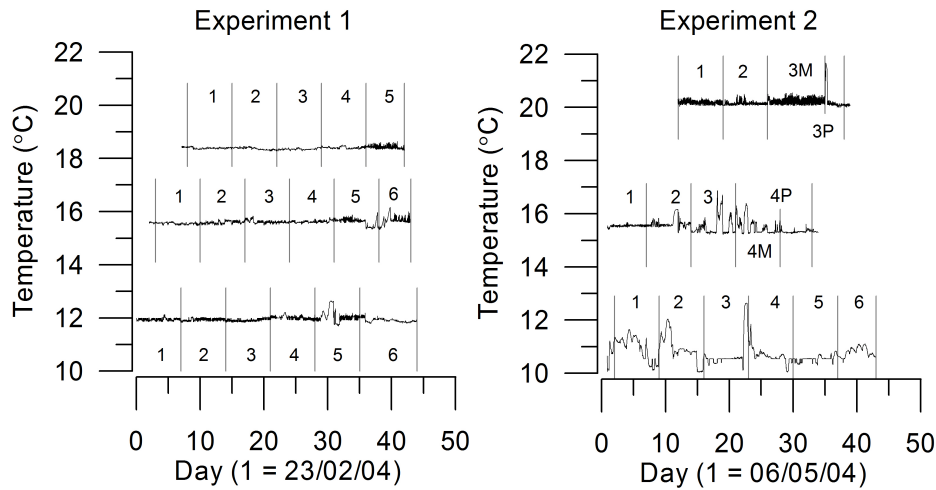 Experiment 1
22
20
18
16
14
12
10
Temperature (°C)
1 2 3 4 5
1 2 3 4 5 6
1 2 3 4 5 6
0 10 20 30 40 50
Day (1 = 23/02/04)
Experiment 2
22
20
18
16
14
12
10
Temperature (°C)
1 2 3M
3P
1 2 3 4P
4M
1 2 3 4 5 6
0 10 20 30 40 50
Day (1 = 06/05/04)